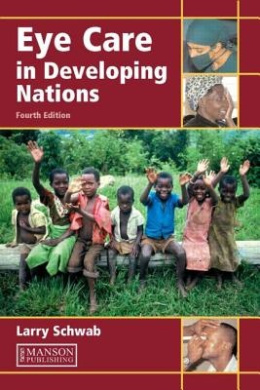 Eye Care
in Developing
Nations
Fourth Edition
Larry Schwab
MANSON
PUBLISHING